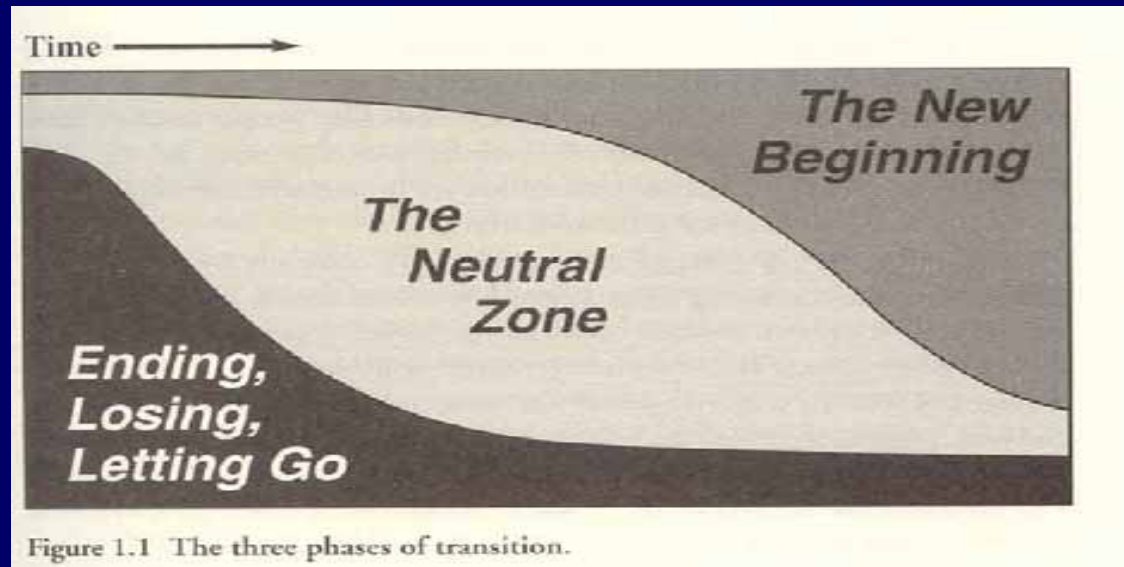 Time
The New
Beginning
The
Neutral
Zone
Ending,
Losing,
Letting Go
Figure 1.1 The three phases of transition.